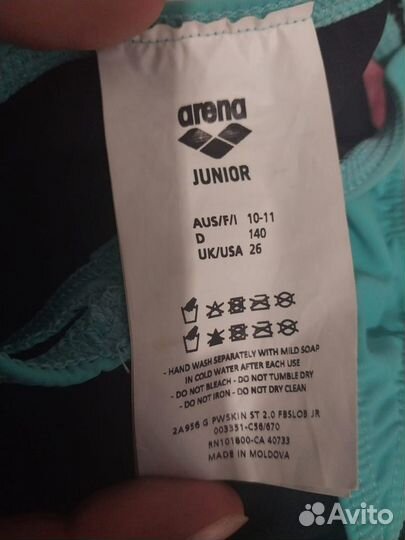 arena
JUNIOR
AUS/F/I 10-11
D 140
UK/USA 26
- HAND WASH SEPARATELY WITH MILD SOAP
IN COLD WATER AFTER EACH USE
- DO NOT BLEACH - DO NOT TUMBLE DRY
- DO NOT IRON - DO NOT DRY CLEAN
2A956 G PWSKIN ST 2.0 FBSLOB JR
003351-C56/670
RN101800-CA 40733
MADE IN MOLDOVA
Avito